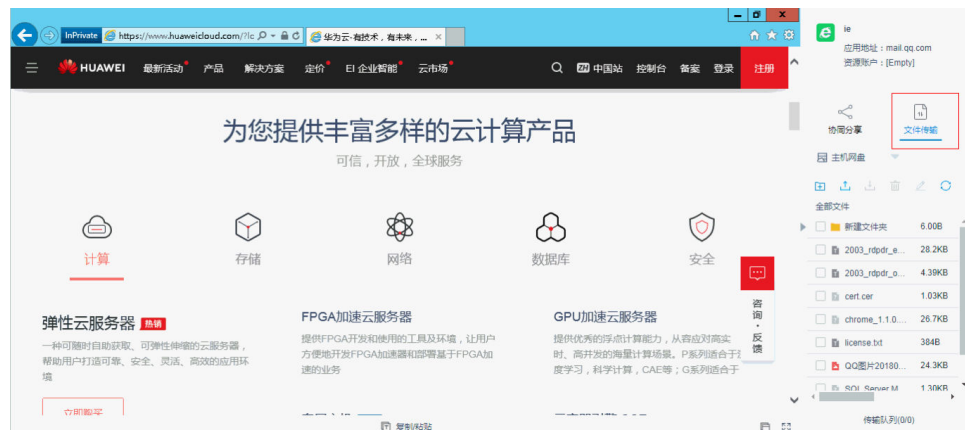 InPrivate https://www.huaweicloud.com/?lc
华为云-有技术，有未来，...
HUAWEI 最新活动 产品 解决方案 定价 EI 企业智能 云市场 ZH 中国站 控制台 备案 登录 注册
为您提供丰富多样的云计算产品
可信，开放，全球服务
计算 存储 网络 数据库 安全
弹性云服务器 热销
一种可随时自助获取、可弹性伸缩的云服务器，
帮助用户打造可靠、安全、灵活、高效的应用环
境
立即购买
FPGA加速云服务器
提供FPGA开发和使用的工具及环境，让用户
方便地开发FPGA加速器和部署基于FPGA加
速的业务
GPU加速云服务器
提供优秀的浮点计算能力，从容应对高实
时、高并发的海量计算场景。P系列适合于
度学习，科学计算，CAE等；G系列适合于
咨询·反馈
复制/粘贴
ie
应用地址：mail.qq.com
资源账户：[Empty]
协同分享 文件传输
主机网盘
全部文件
新建文件夹 6.00B
2003_rdpdr_e... 28.2KB
2003_rdpdr_o... 4.39KB
cert.cer 1.03KB
chrome_1.1.0.... 26.7KB
license.txt 384B
QQ图片20180... 24.3KB
SQL Server M... 1.30KB
传输队列(0/0)